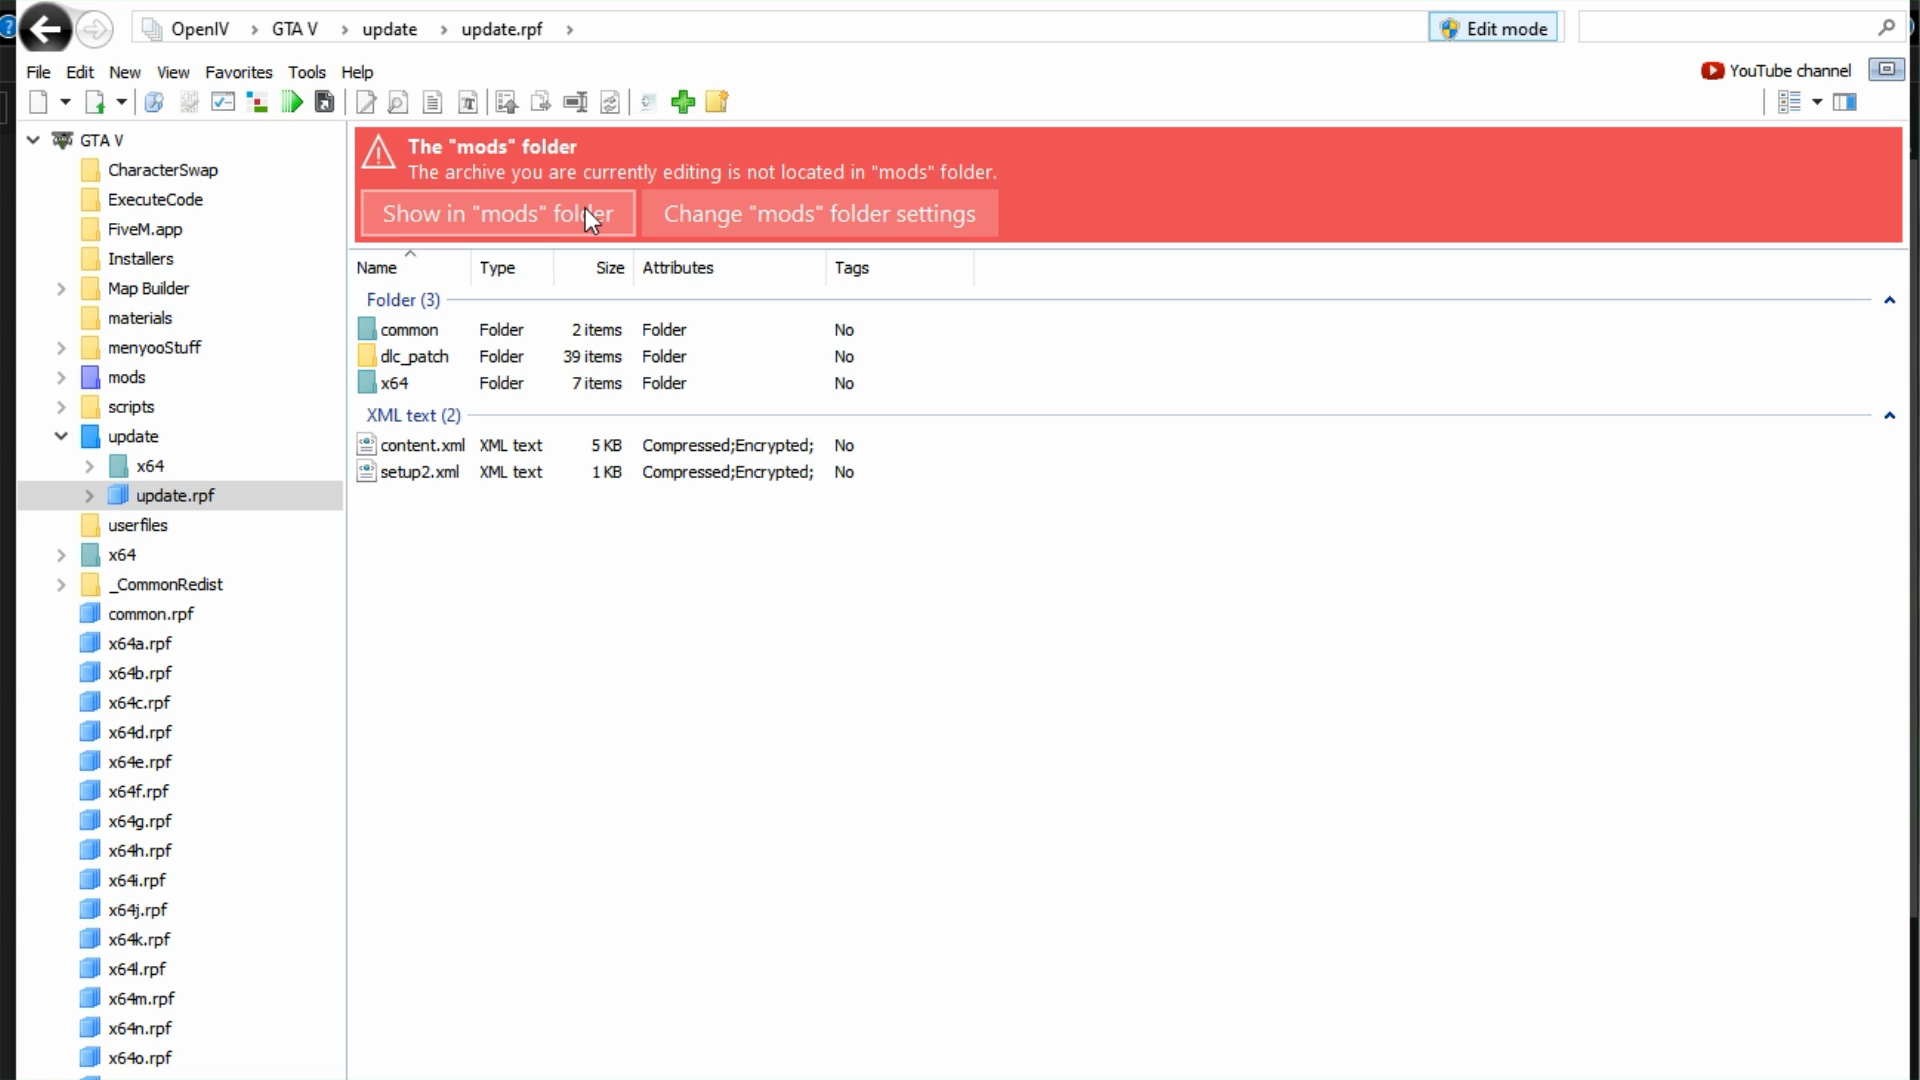 OpenIV > GTA V > update > update.rpf >
Edit mode
File Edit New View Favorites Tools Help
YouTube channel
GTA V
CharacterSwap
ExecuteCode
FiveM.app
Installers
Map Builder
materials
menyooStuff
mods
scripts
update
x64
update.rpf
userfiles
x64
_CommonRedist
common.rpf
x64a.rpf
x64b.rpf
x64c.rpf
x64d.rpf
x64e.rpf
x64f.rpf
x64g.rpf
x64h.rpf
x64i.rpf
x64j.rpf
x64k.rpf
x64l.rpf
x64m.rpf
x64n.rpf
x64o.rpf
The "mods" folder
The archive you are currently editing is not located in "mods" folder.
Show in "mods" folder
Change "mods" folder settings
Name Type Size Attributes Tags
Folder (3)
common Folder 2 items Folder No
dlc_patch Folder 39 items Folder No
x64 Folder 7 items Folder No
XML text (2)
content.xml XML text 5 KB Compressed;Encrypted; No
setup2.xml XML text 1 KB Compressed;Encrypted; No